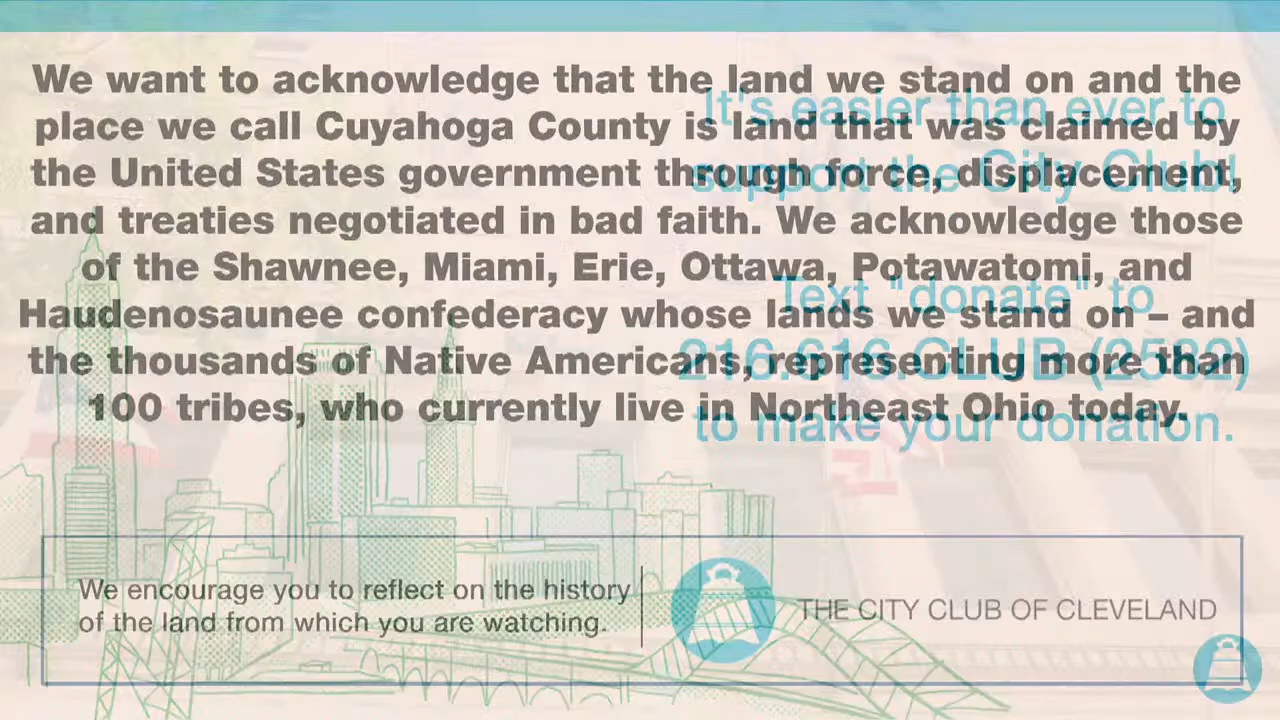 We want to acknowledge that the land we stand on and the
place we call Cuyahoga County is land that was claimed by
the United States government through force, displacement,
and treaties negotiated in bad faith. We acknowledge those
of the Shawnee, Miami, Erie, Ottawa, Potawatomi, and
Haudenosaunee confederacy whose lands we stand on – and
the thousands of Native Americans, representing more than
100 tribes, who currently live in Northeast Ohio today.
It's easier than ever to
support the City Club!
Text "donate" to
216.616.CLUB (2582)
to make your donation.
We encourage you to reflect on the history
of the land from which you are watching.
THE CITY CLUB OF CLEVELAND